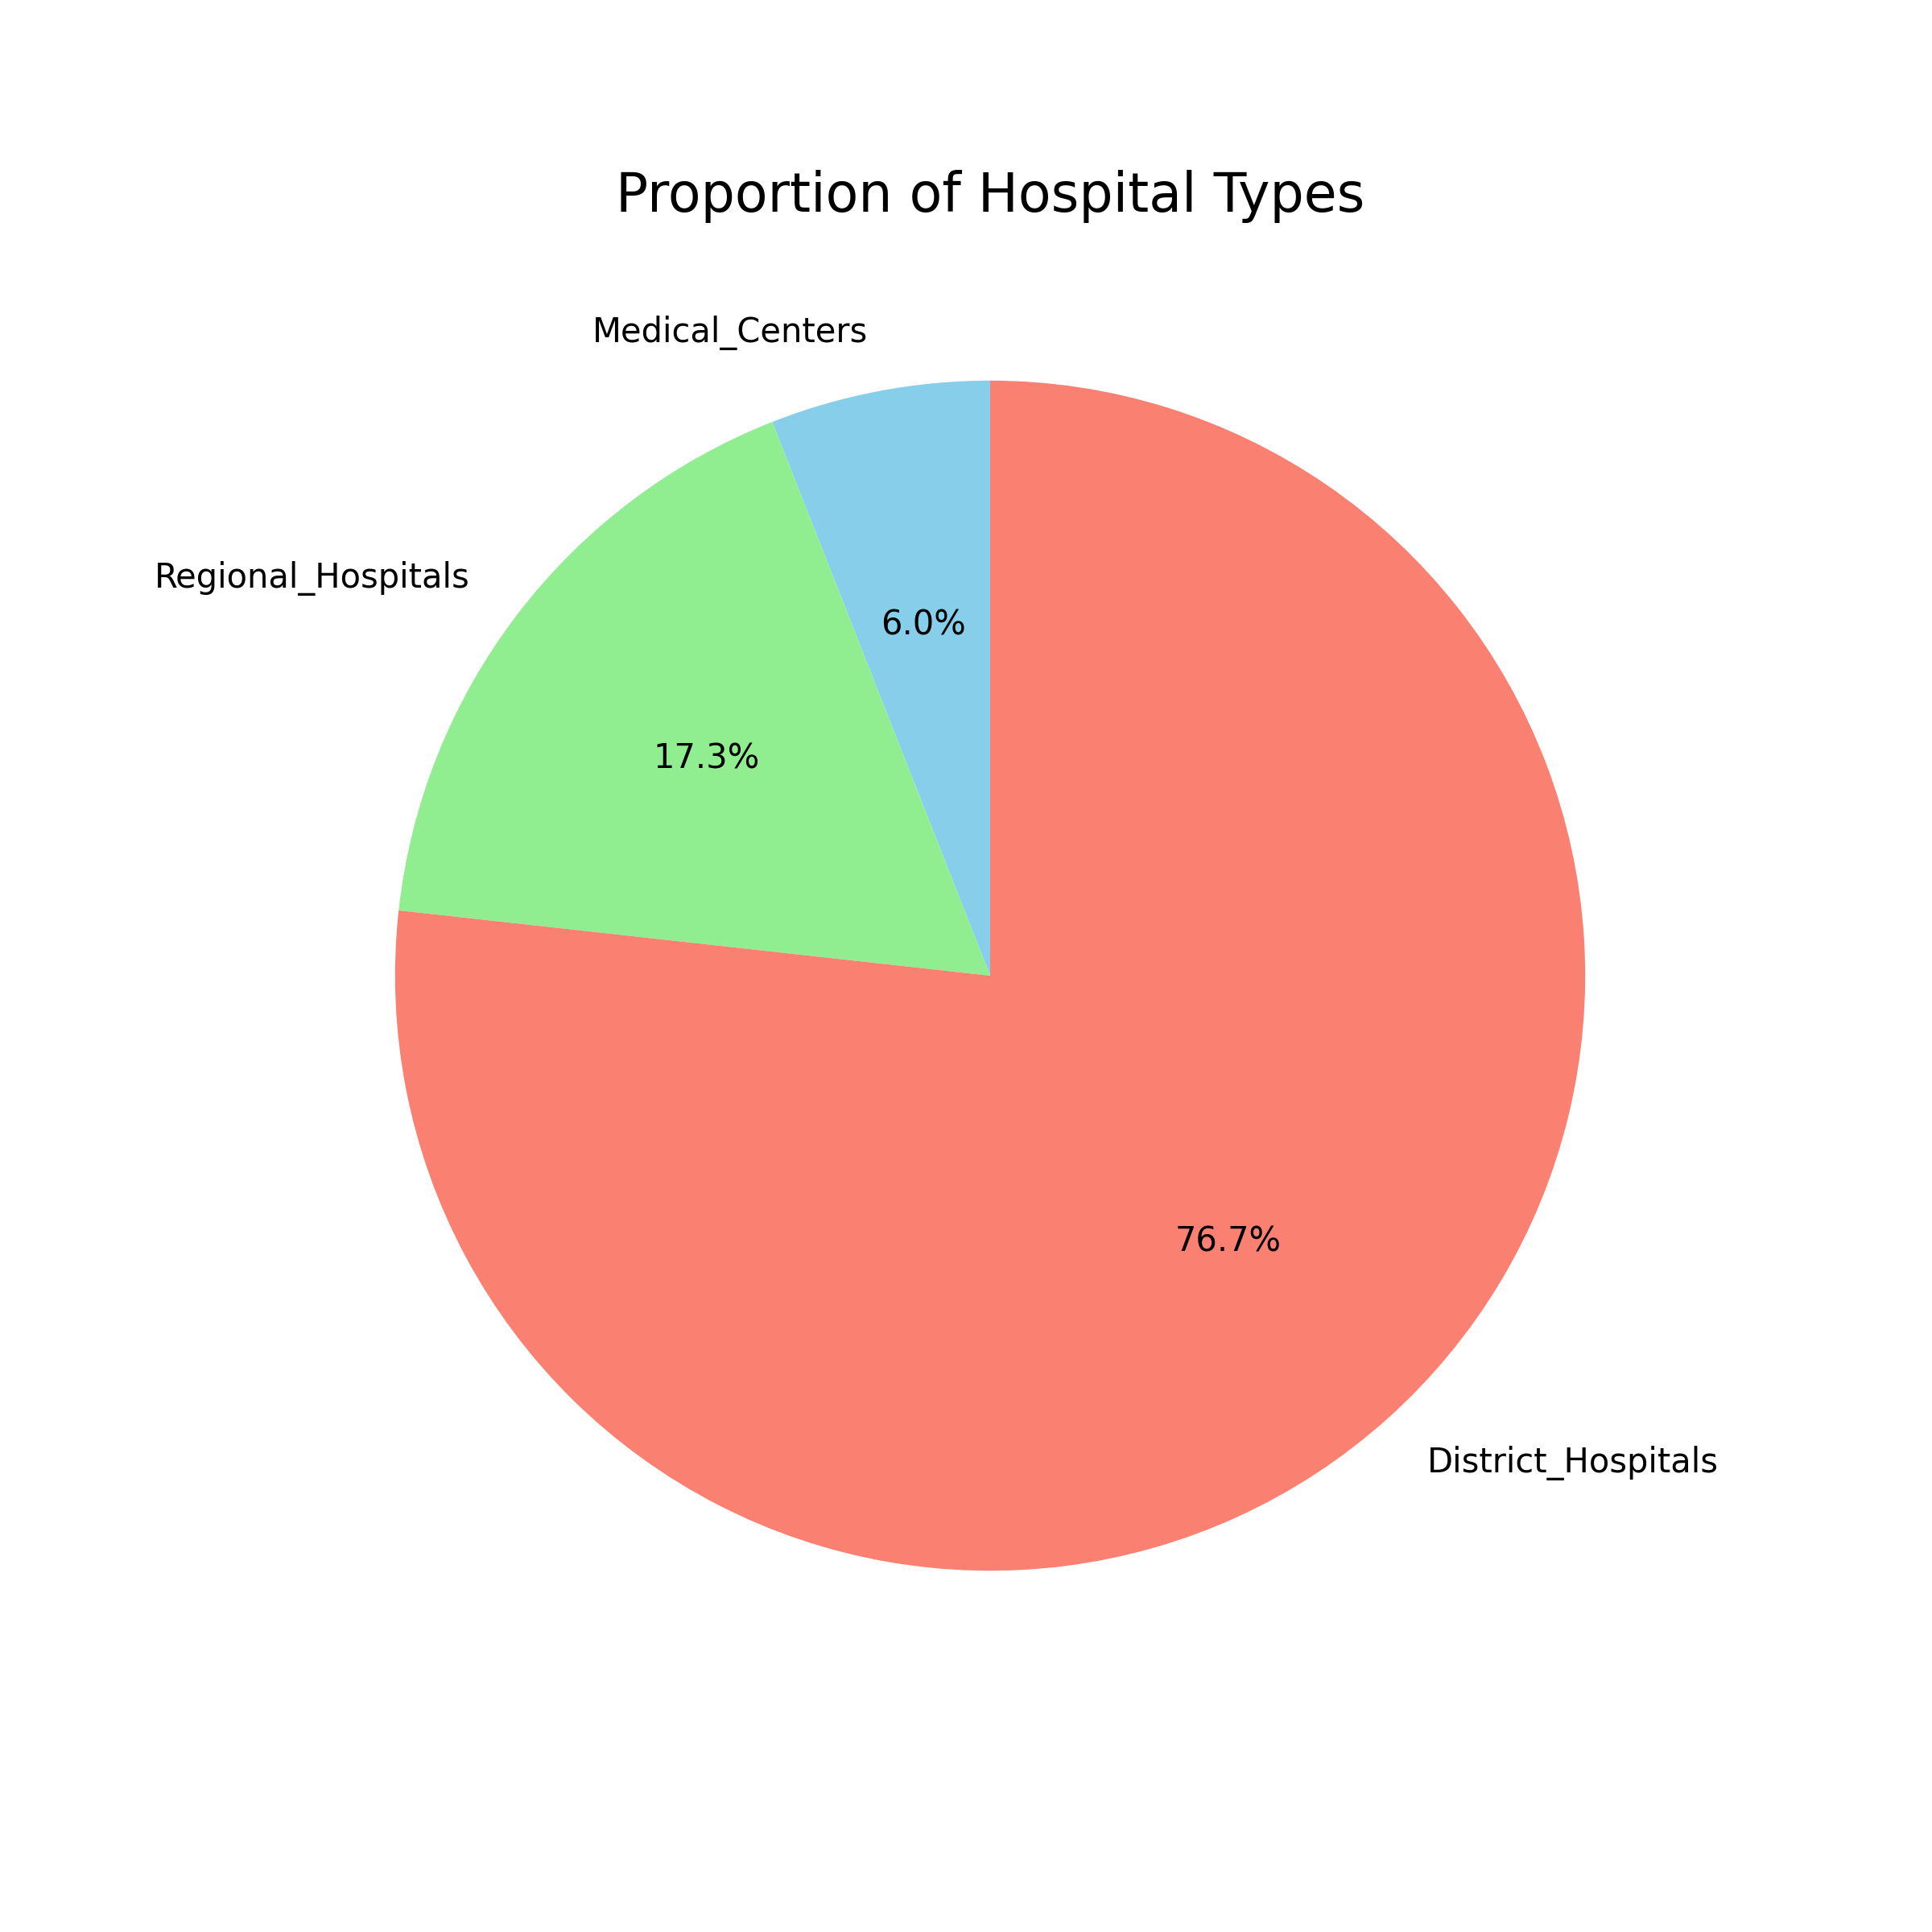 Proportion of Hospital Types
Medical_Centers
Regional_Hospitals
6.0%
17.3%
76.7%
District_Hospitals